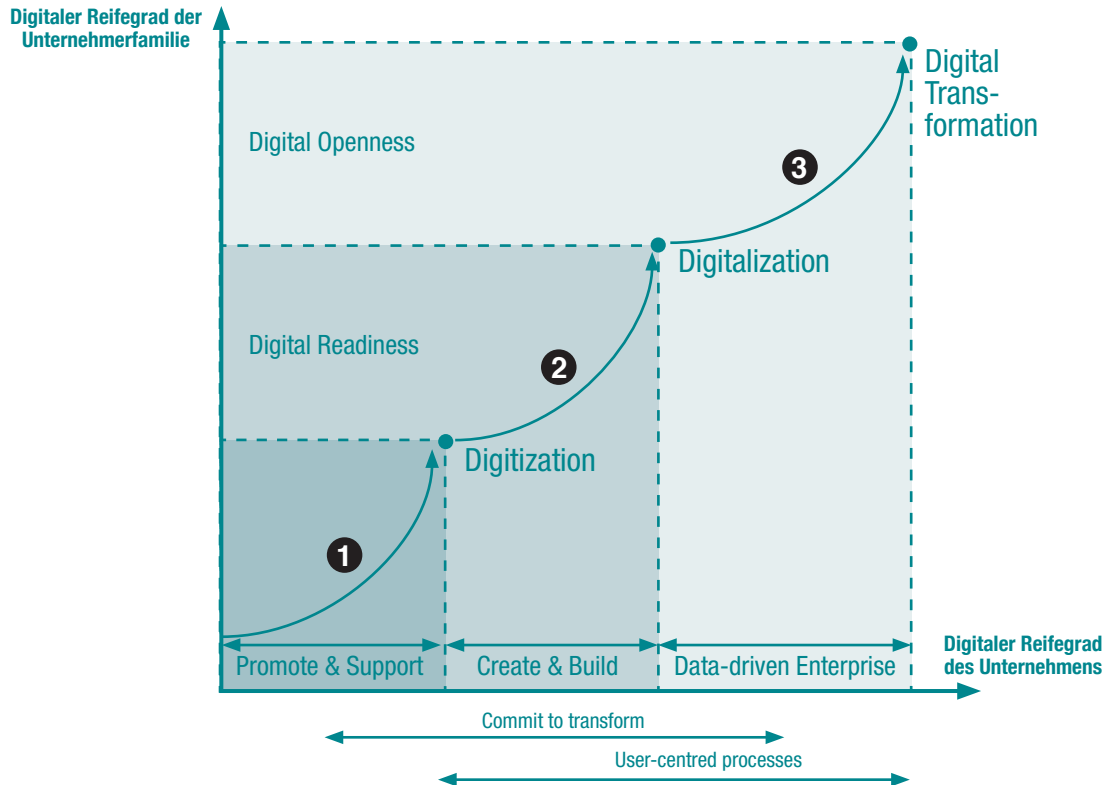 Digitaler Reifegrad der
Unternehmerfamilie
Digital
Trans-
formation
Digital Openness
3
Digitalization
Digital Readiness
2
Digitization
1
Promote & Support
Create & Build
Data-driven Enterprise
Digitaler Reifegrad
des Unternehmens
Commit to transform
User-centred processes